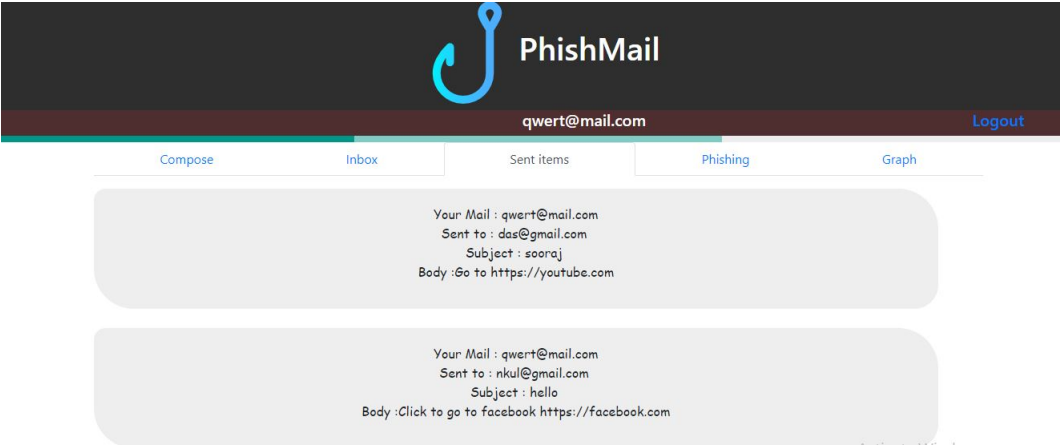 PhishMail
qwert@mail.com Logout
Compose Inbox Sent items Phishing Graph
Your Mail : qwert@mail.com
Sent to : das@gmail.com
Subject : sooraj
Body :Go to https://youtube.com
Your Mail : qwert@mail.com
Sent to : nkul@gmail.com
Subject : hello
Body :Click to go to facebook https://facebook.com